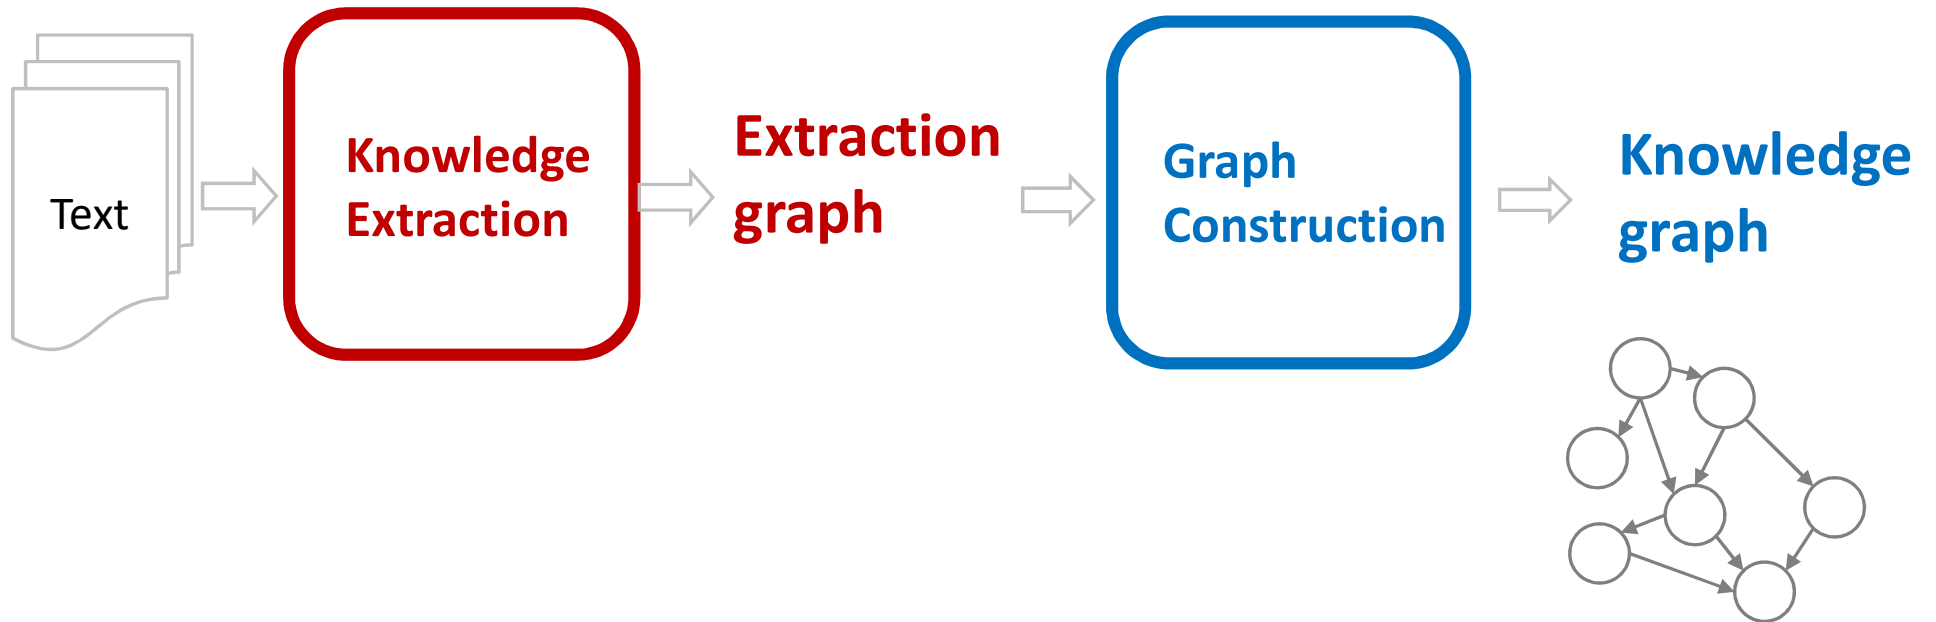 Text
Knowledge
Extraction
Extraction
graph
Graph
Construction
Knowledge
graph